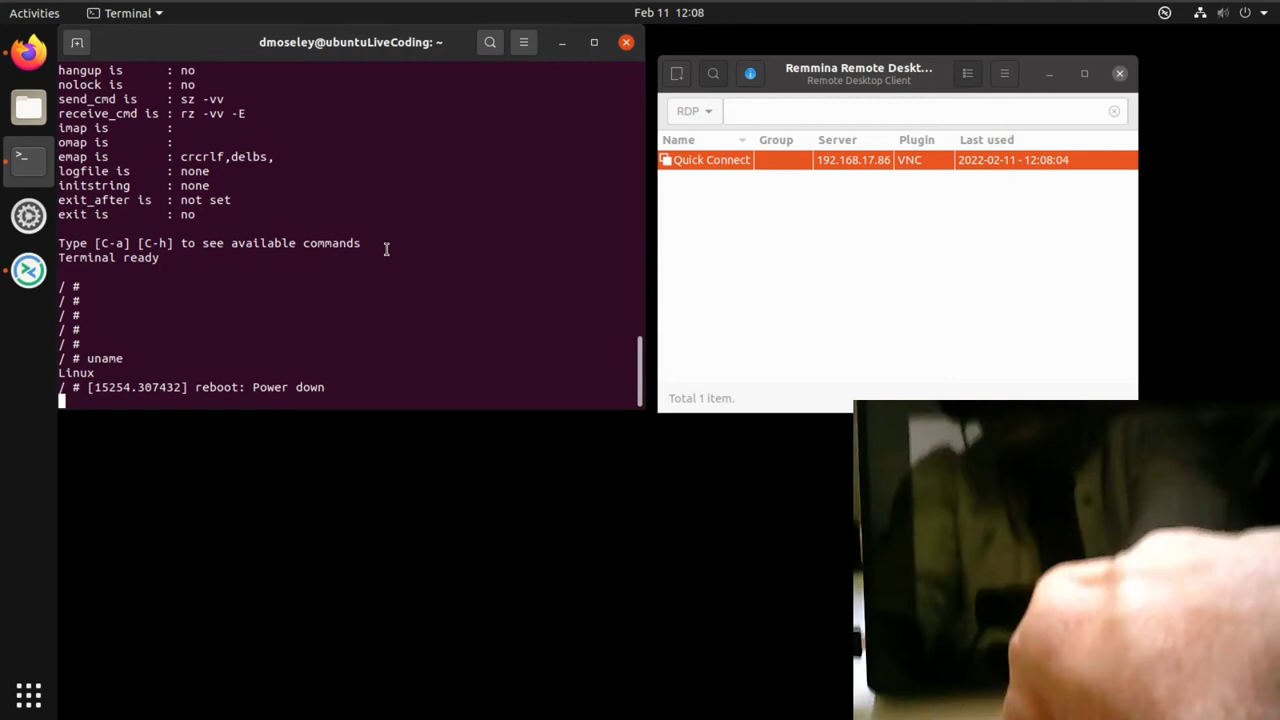 Activities
Terminal
Feb 11 12:08
dmoseley@ubuntuLiveCoding: ~
hangup is : no
nolock is : no
send_cmd is : sz -vv
receive_cmd is : rz -vv -E
imap is :
omap is :
emap is : crcrlf,delbs,
logfile is : none
initstring : none
exit_after is : not set
exit is : no
Type [C-a] [C-h] to see available commands
Terminal ready
/ #
/ #
/ #
/ #
/ #
/ # uname
Linux
/ # [15254.307432] reboot: Power down
Remmina Remote Deskt...
Remote Desktop Client
RDP
Name Group Server Plugin Last used
Quick Connect 192.168.17.86 VNC 2022-02-11 - 12:08:04
Total 1 item.